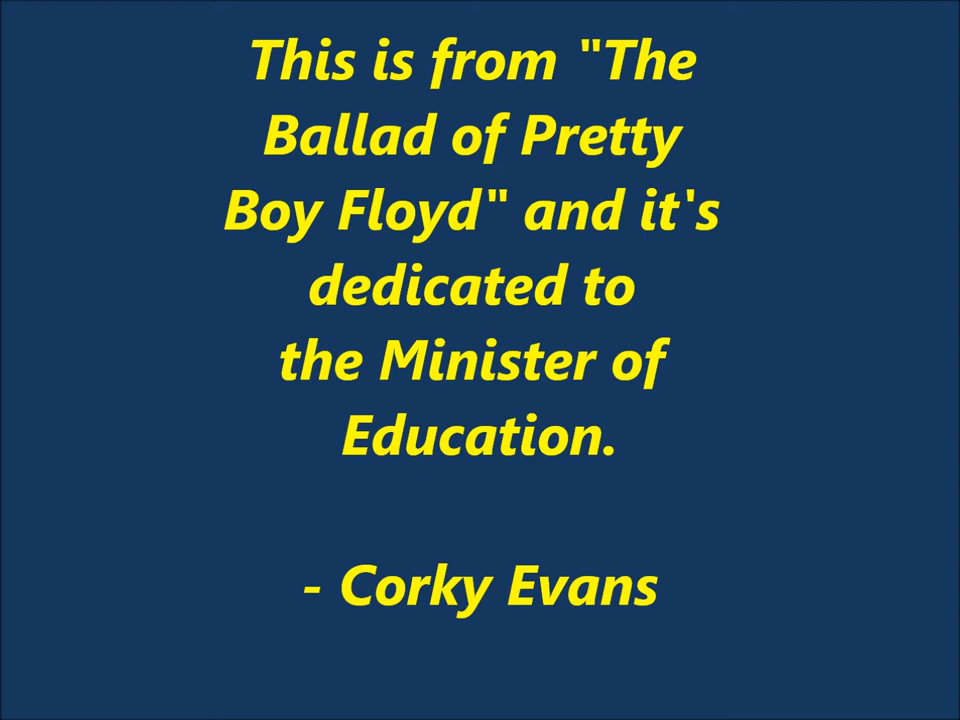 This is from "The
Ballad of Pretty
Boy Floyd" and it's
dedicated to
the Minister of
Education.
- Corky Evans